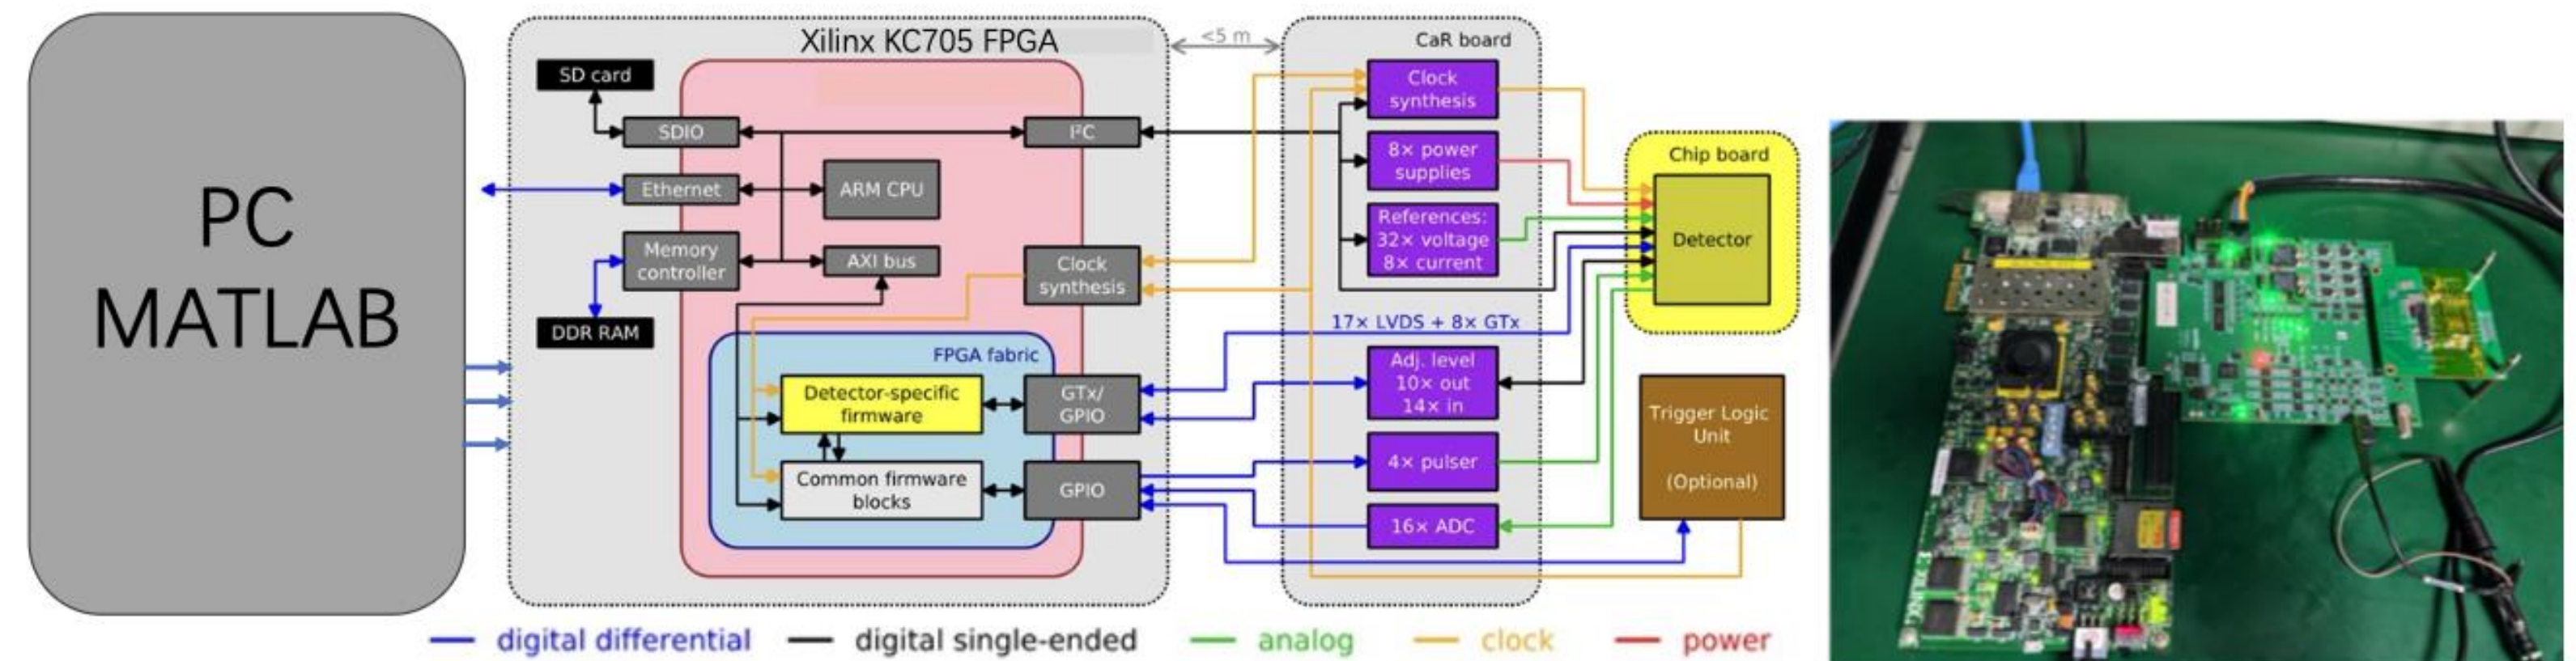 PC
MATLAB
Xilinx KC705 FPGA
SD card
SDIO
I²C
Ethernet
ARM CPU
Memory
controller
AXI bus
Clock
synthesis
DDR RAM
FPGA fabric
Detector-specific
firmware
GTx/
GPIO
Common firmware
blocks
GPIO
<5 m
CaR board
Clock
synthesis
8× power
supplies
References:
32× voltage
8× current
17× LVDS + 8× GTx
Adj. level
10× out
14× in
4× pulser
16× ADC
Chip board
Detector
Trigger Logic
Unit
(Optional)
digital differential
digital single-ended
analog
clock
power